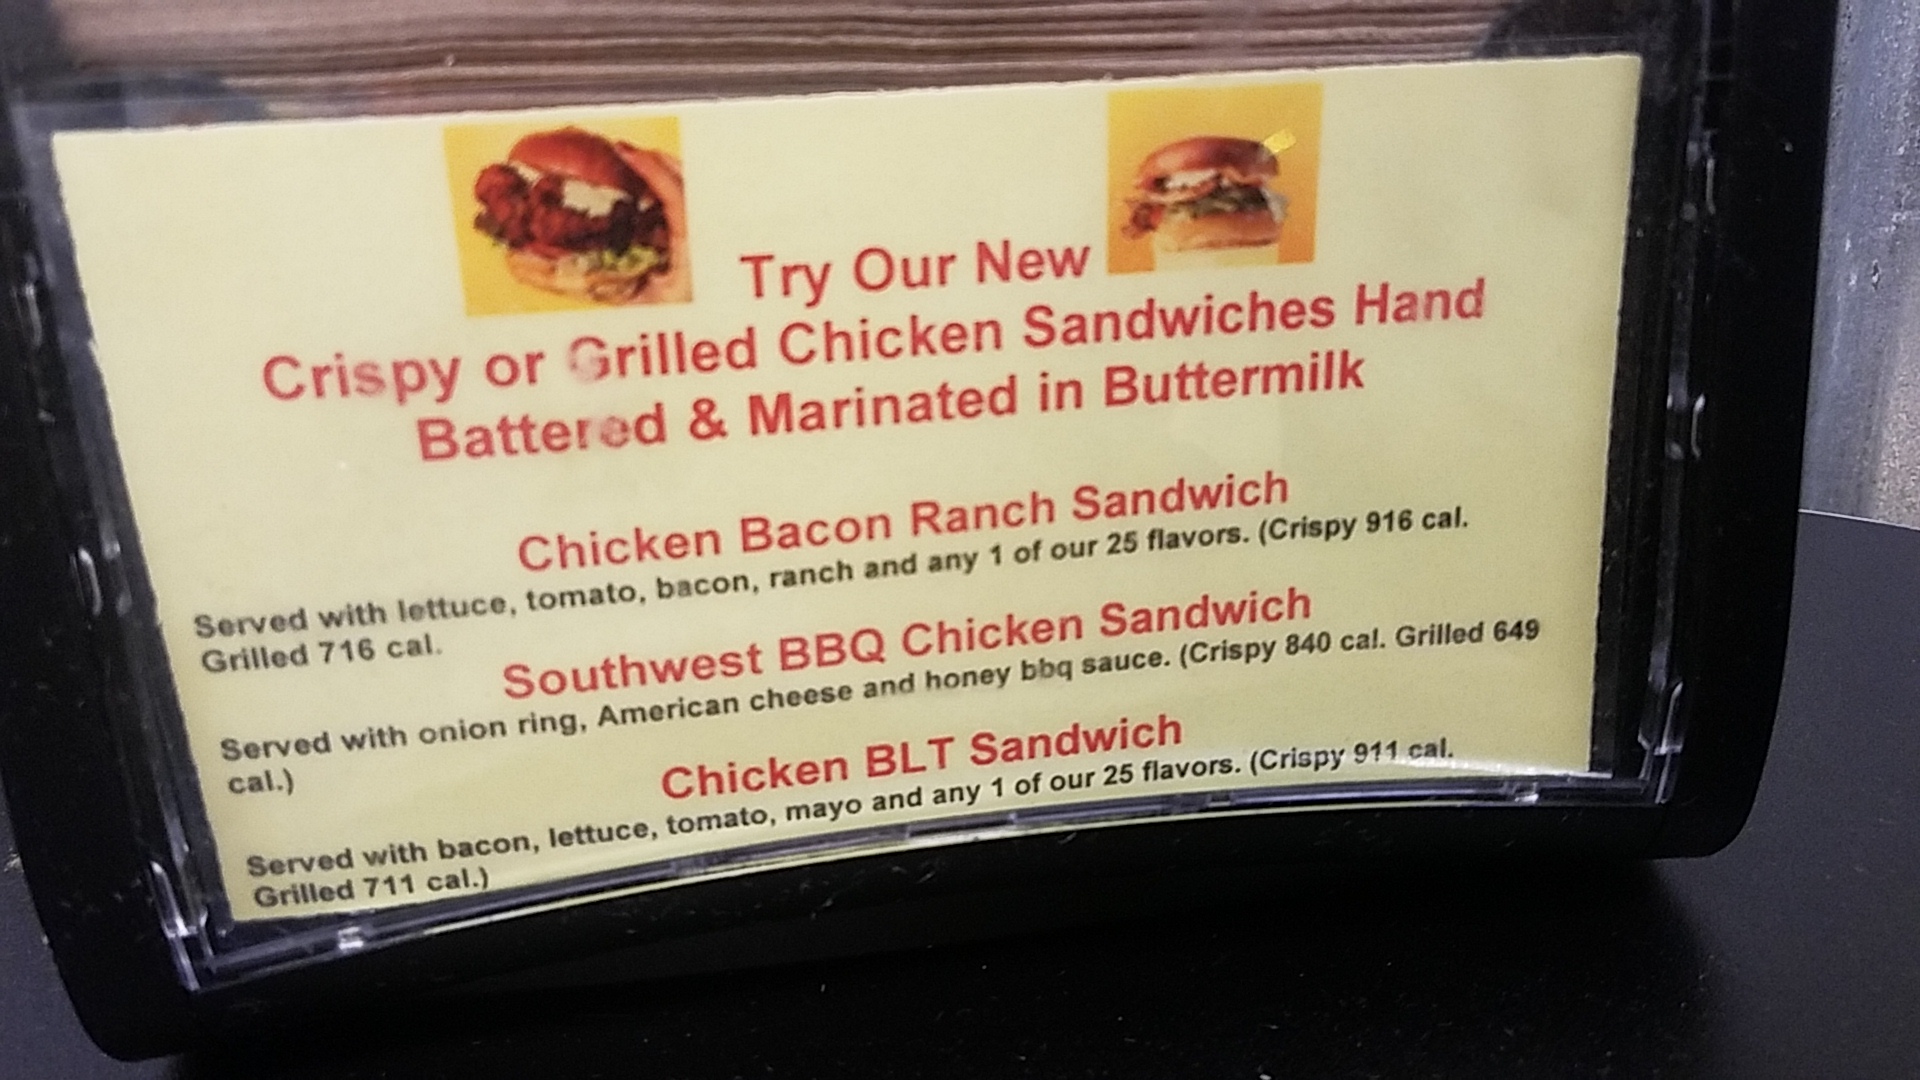 Try Our New
Crispy or Grilled Chicken Sandwiches Hand
Battered & Marinated in Buttermilk
Chicken Bacon Ranch Sandwich
Served with lettuce, tomato, bacon, ranch and any 1 of our 25 flavors. (Crispy 916 cal.
Grilled 716 cal.
Southwest BBQ Chicken Sandwich
Served with onion ring, American cheese and honey bbq sauce. (Crispy 840 cal. Grilled 649
cal.)
Chicken BLT Sandwich
Served with bacon, lettuce, tomato, mayo and any 1 of our 25 flavors. (Crispy 911 cal.
Grilled 711 cal.)